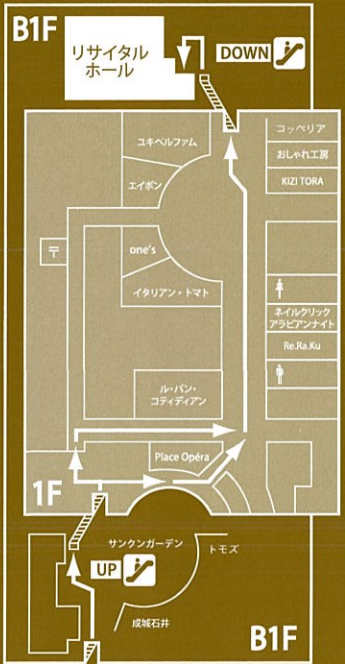 B1F
リサイタル
ホール
DOWN
コッペリア
ユキベルファム
おしゃれ工房
エイボン
KIZI TORA
〒
one's
イタリアン・トマト
ネイルクリック
アラビアンナイト
Re.Ra.Ku
ル・パン・
コティディアン
Place Opéra
1F
サンクンガーデン
トモズ
UP
成城石井
B1F